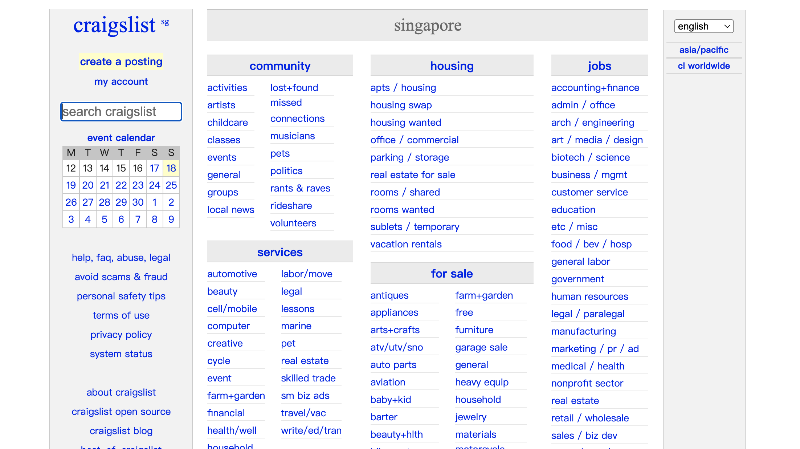 craigslist sg
create a posting
my account
search craigslist
event calendar
M T W T F S S
12 13 14 15 16 17 18
19 20 21 22 23 24 25
26 27 28 29 30 1 2
3 4 5 6 7 8 9
help, faq, abuse, legal
avoid scams & fraud
personal safety tips
terms of use
privacy policy
system status
about craigslist
craigslist open source
craigslist blog
best-of-craigslist
singapore
community
activities
artists
childcare
classes
events
general
groups
local news
lost+found
missed
connections
musicians
pets
politics
rants & raves
rideshare
volunteers
services
automotive
beauty
cell/mobile
computer
creative
cycle
event
farm+garden
financial
health/well
household
labor/move
legal
lessons
marine
pet
real estate
skilled trade
sm biz ads
travel/vac
write/ed/tran
housing
apts / housing
housing swap
housing wanted
office / commercial
parking / storage
real estate for sale
rooms / shared
rooms wanted
sublets / temporary
vacation rentals
for sale
antiques
appliances
arts+crafts
atv/utv/sno
auto parts
aviation
baby+kid
barter
beauty+hlth
farm+garden
free
furniture
garage sale
general
heavy equip
household
jewelry
materials
motorcycle
jobs
accounting+finance
admin / office
arch / engineering
art / media / design
biotech / science
business / mgmt
customer service
education
etc / misc
food / bev / hosp
general labor
government
human resources
legal / paralegal
manufacturing
marketing / pr / ad
medical / health
nonprofit sector
real estate
retail / wholesale
sales / biz dev
english
asia/pacific
cl worldwide